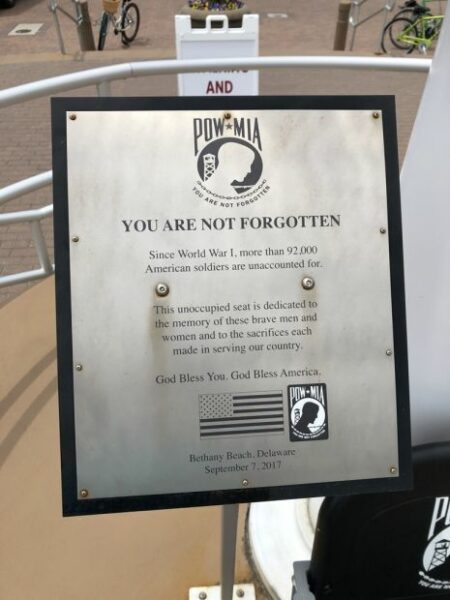 AND
POW★MIA
YOU ARE NOT FORGOTTEN
YOU ARE NOT FORGOTTEN
Since World War I, more than 92,000
American soldiers are unaccounted for.
This unoccupied seat is dedicated to
the memory of these brave men and
women and to the sacrifices each
made in serving our country.
God Bless You. God Bless America.
POW★MIA
Bethany Beach, Delaware
September 7, 2017